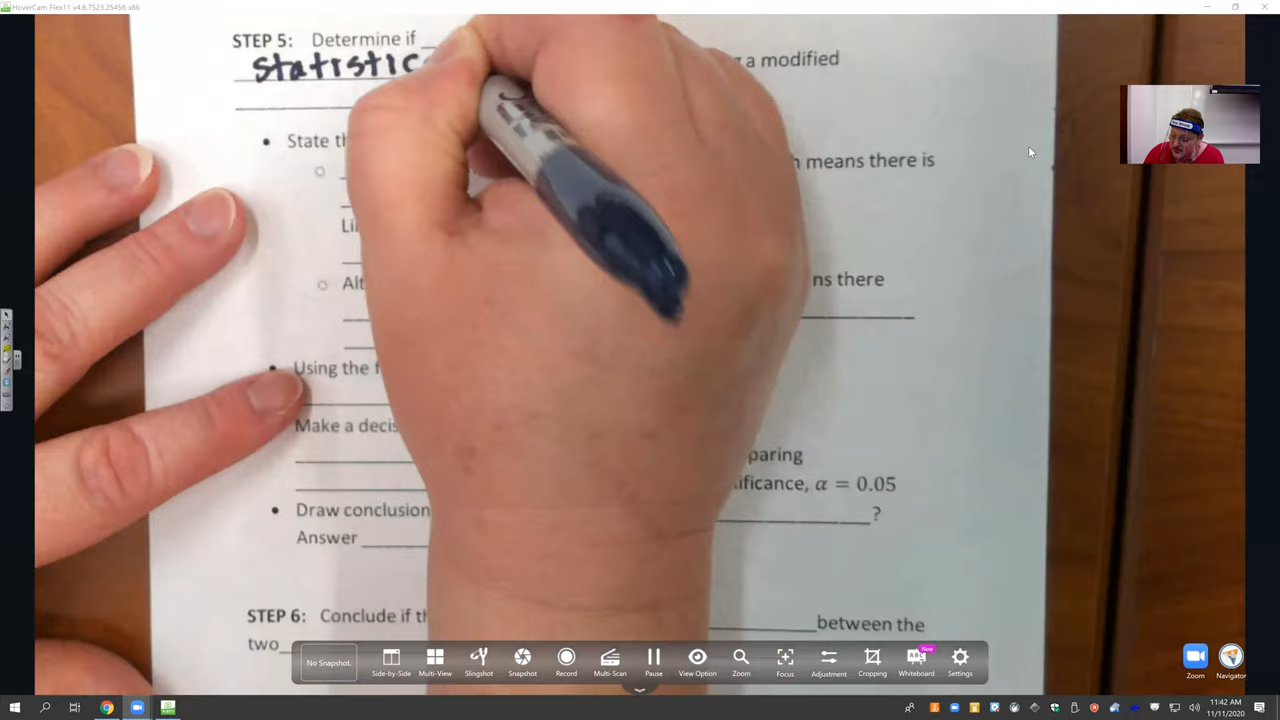 HoverCam Flex11 v4.6.7523.25456 x86
STEP 5: Determine if
a modified
statistic
State th
means there is
Li
Alt
ns there
Using the f
Make a decis
paring
ificance, α = 0.05
Draw conclusion
?
Answer
STEP 6: Conclude if th
between the
two
No Snapshot.
Side-by-Side
Multi-View
Slingshot
Snapshot
Record
Multi-Scan
Pause
View Option
Zoom
Focus
Adjustment
Cropping
New
Whiteboard
Settings
Zoom
Navigator
11:42 AM
11/11/2020